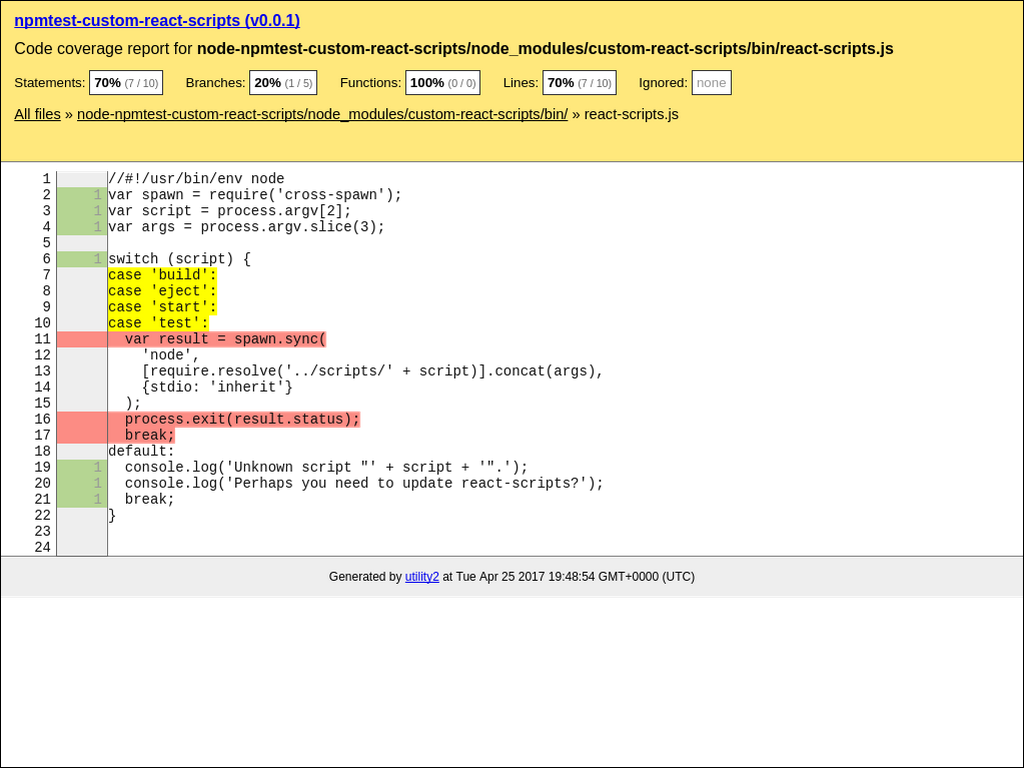 npmtest-custom-react-scripts (v0.0.1)
Code coverage report for node-npmtest-custom-react-scripts/node_modules/custom-react-scripts/bin/react-scripts.js
Statements: 70% (7 / 10) Branches: 20% (1 / 5) Functions: 100% (0 / 0) Lines: 70% (7 / 10) Ignored: none
All files » node-npmtest-custom-react-scripts/node_modules/custom-react-scripts/bin/ » react-scripts.js
1 //#!/usr/bin/env node
2 1 var spawn = require('cross-spawn');
3 1 var script = process.argv[2];
4 1 var args = process.argv.slice(3);
5
6 1 switch (script) {
7 case 'build':
8 case 'eject':
9 case 'start':
10 case 'test':
11   var result = spawn.sync(
12     'node',
13     [require.resolve('../scripts/' + script)].concat(args),
14     {stdio: 'inherit'}
15   );
16   process.exit(result.status);
17   break;
18 default:
19 1   console.log('Unknown script "' + script + '".');
20 1   console.log('Perhaps you need to update react-scripts?');
21 1   break;
22 }
23
24
Generated by utility2 at Tue Apr 25 2017 19:48:54 GMT+0000 (UTC)